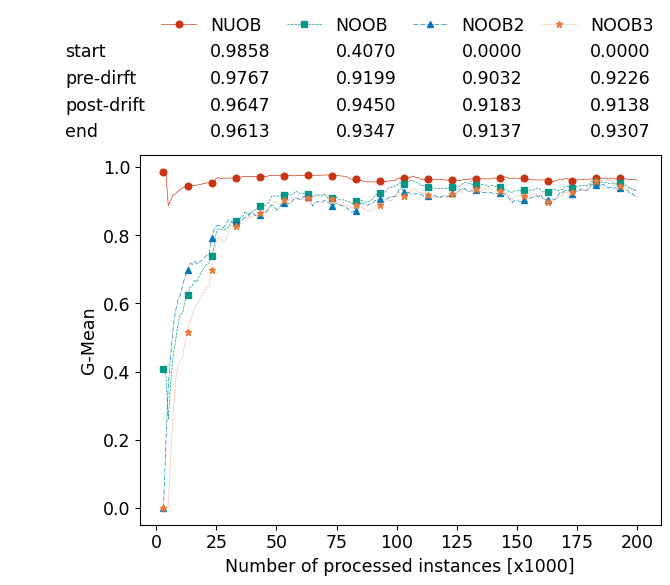 NUOB NOOB NOOB2 NOOB3
start 0.9858 0.4070 0.0000 0.0000
pre-dirft 0.9767 0.9199 0.9032 0.9226
post-drift 0.9647 0.9450 0.9183 0.9138
end 0.9613 0.9347 0.9137 0.9307
1.0
0.8
0.6
0.4
0.2
0.0
G-Mean
0 25 50 75 100 125 150 175 200
Number of processed instances [x1000]